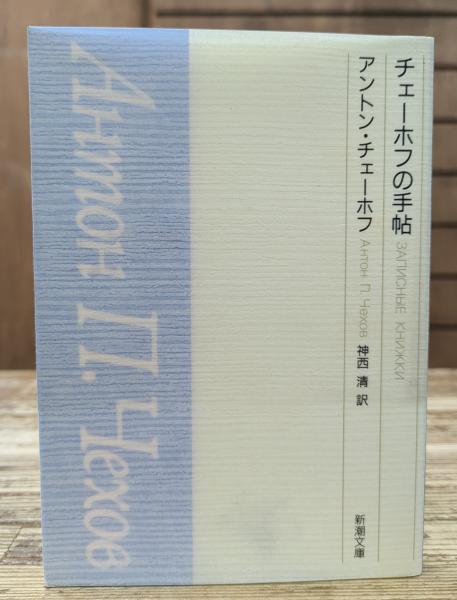 チェーホフの手帖 ЗАПИСНЫЕ КНИЖКИ
アントン・チェーホフ Антон П. Чехов 神西 清 訳
新潮文庫
Антон П. Чехов